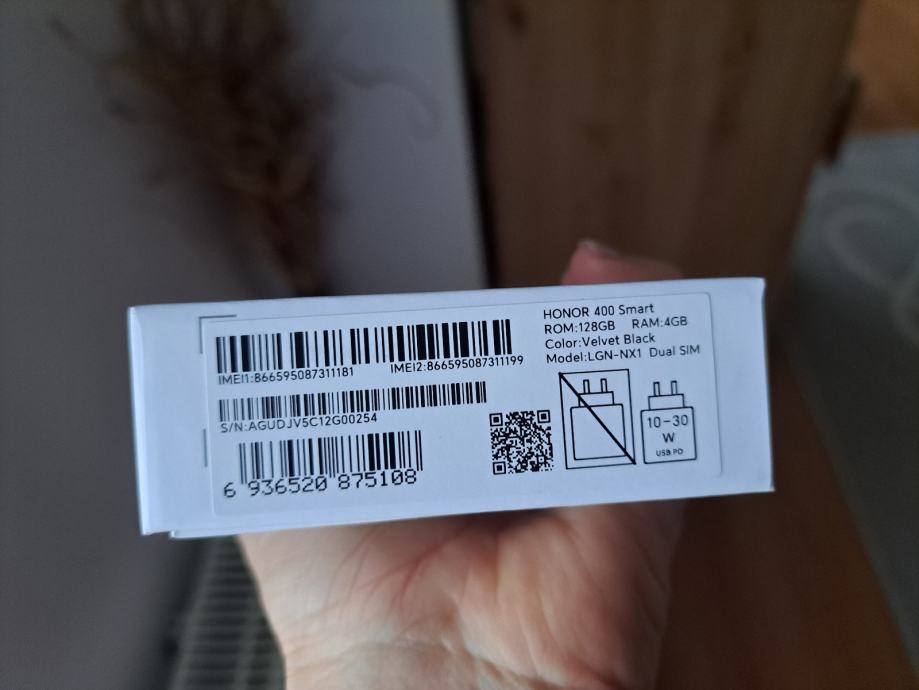 IMEI1:866595087311181 IMEI2:866595087311199
S/N:AGUDJV5C12G00254
6 936520 875108
HONOR 400 Smart
ROM:128GB RAM:4GB
Color:Velvet Black
Model:LGN-NX1 Dual SIM
10-30
W
USB PD